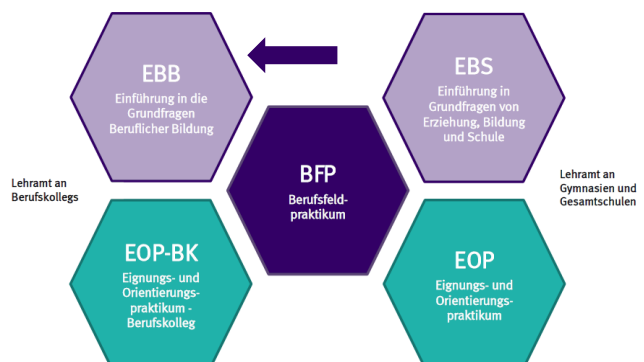 EBB
Einführung in die
Grundfragen
Beruflicher Bildung
EBS
Einführung in
Grundfragen von
Erziehung, Bildung
und Schule
BFP
Berufsfeld-
praktikum
Lehramt an
Berufskollegs
Lehramt an
Gymnasien und
Gesamtschulen
EOP-BK
Eignungs- und
Orientierungs-
praktikum -
Berufskolleg
EOP
Eignungs- und
Orientierungs-
praktikum